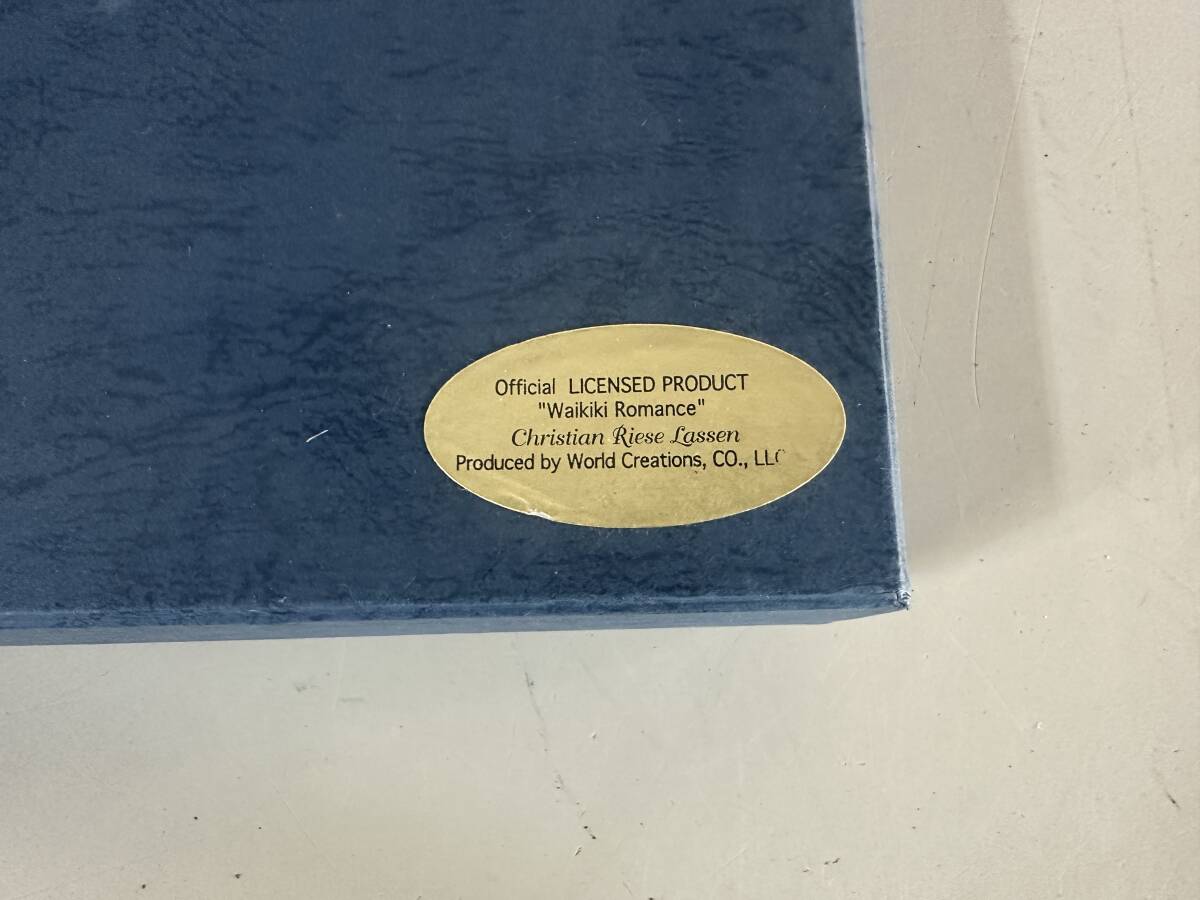 Official LICENSED PRODUCT
"Waikiki Romance"
Christian Riese Lassen
Produced by World Creations, CO., LLC